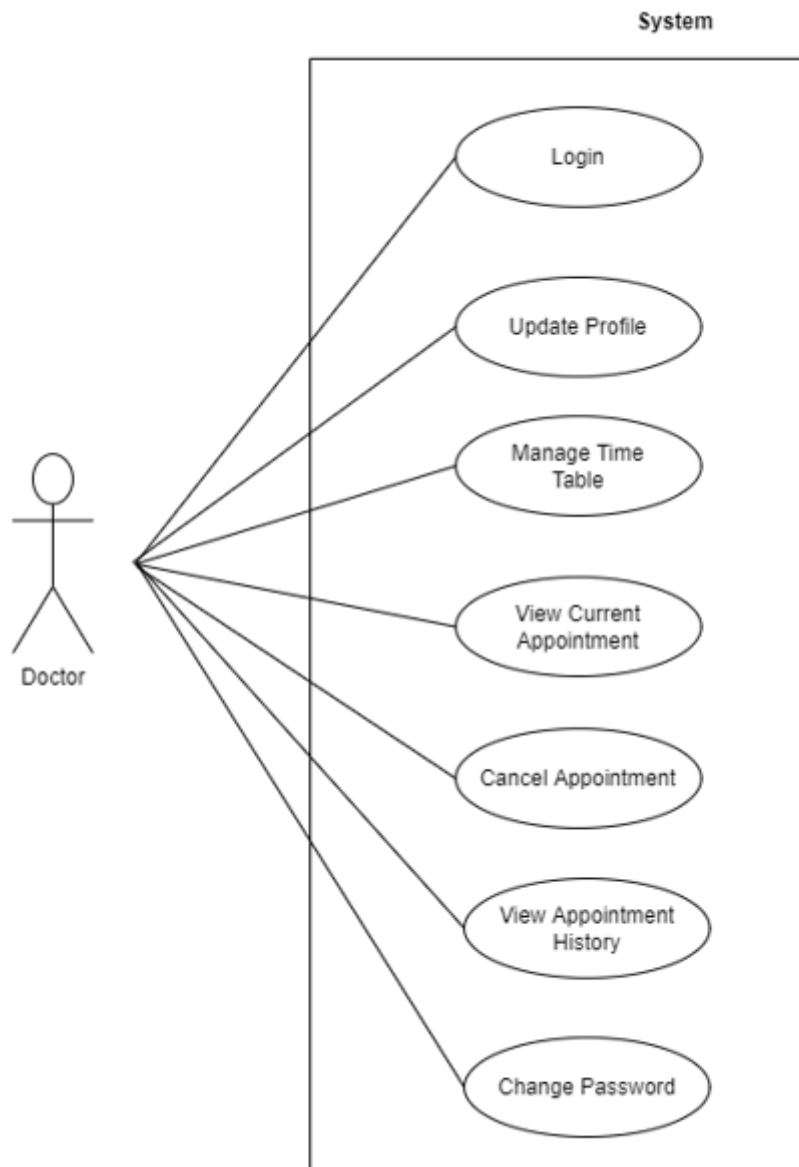 System
Login
Update Profile
Manage Time
Table
View Current
Appointment
Doctor
Cancel Appointment
View Appointment
History
Change Password